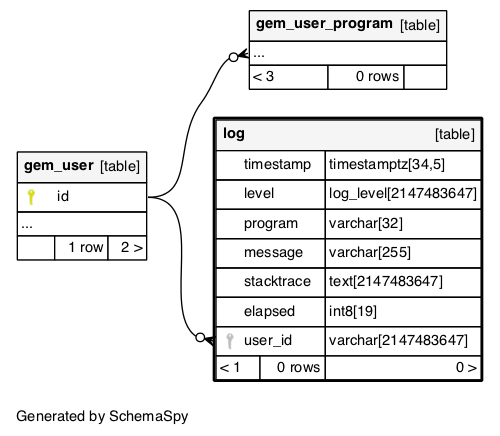 gem_user_program [table]
...
< 3 0 rows
log [table]
timestamp timestamptz[34,5]
level log_level[2147483647]
program varchar[32]
message varchar[255]
stacktrace text[2147483647]
elapsed int8[19]
user_id varchar[2147483647]
< 1 0 rows 0 >
gem_user [table]
id
...
1 row 2 >
Generated by SchemaSpy